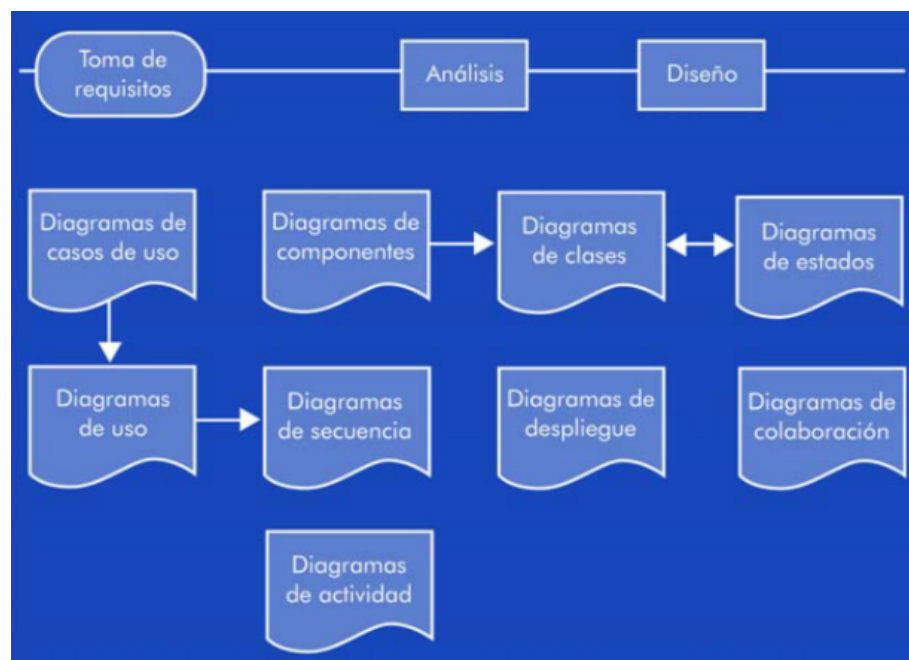 Toma de
requisitos
Análisis
Diseño
Diagramas de
casos de uso
Diagramas de
componentes
Diagramas
de clases
Diagramas
de estados
Diagramas
de uso
Diagramas
de secuencia
Diagramas de
despliegue
Diagramas de
colaboración
Diagramas
de actividad